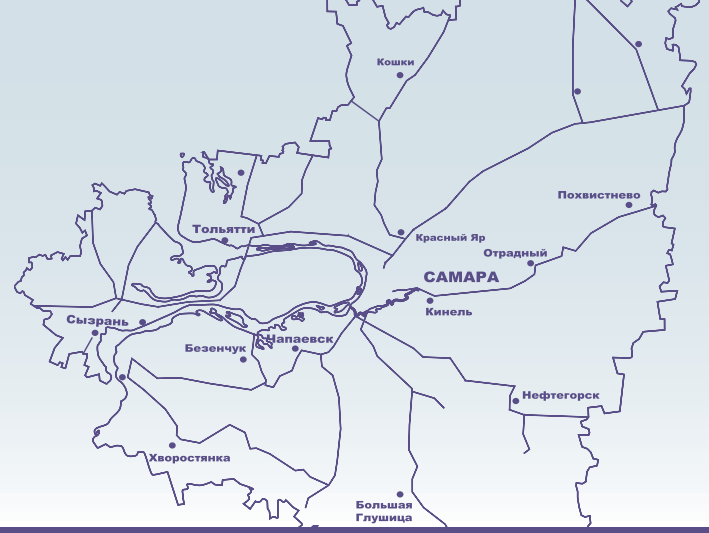 Кошки
Похвистнево
Тольятти
Красный Яр
Отрадный
САМАРА
Кинель
Сызрань
Чапаевск
Безенчук
Нефтегорск
Хворостянка
Большая
Глушица